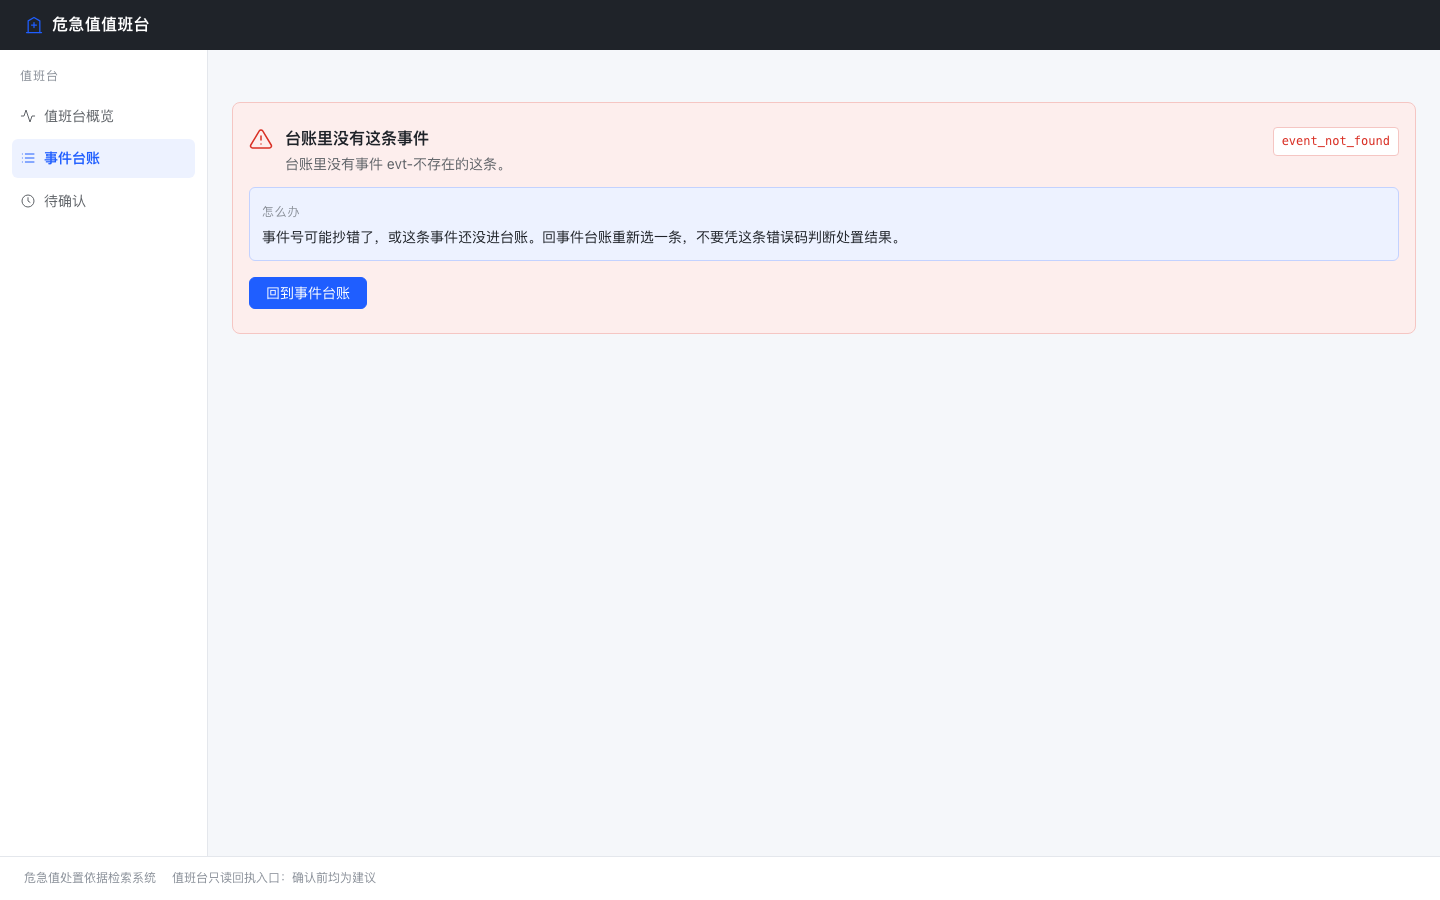 危急值值班台
值班台
值班台概览
事件台账
待确认
台账里没有这条事件
event_not_found
台账里没有事件 evt-不存在的这条。
怎么办
事件号可能抄错了，或这条事件还没进台账。回事件台账重新选一条，不要凭这条错误码判断处置结果。
回到事件台账
危急值处置依据检索系统 值班台只读回执入口：确认前均为建议